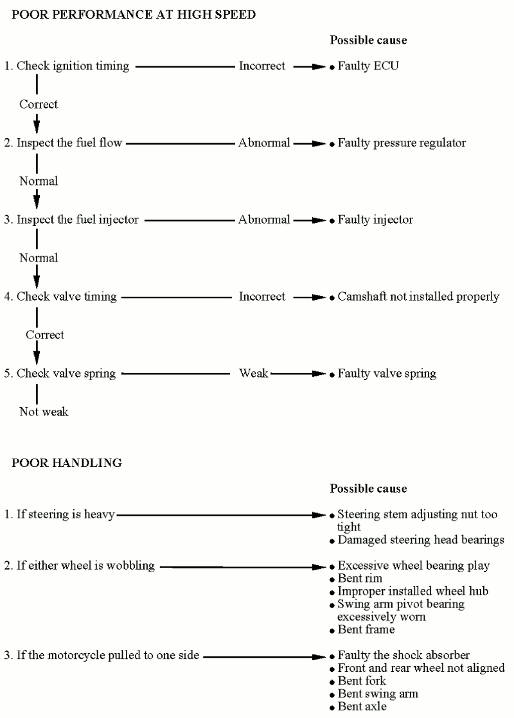 POOR PERFORMANCE AT HIGH SPEED
Possible cause
1. Check ignition timing Incorrect • Faulty ECU
Correct
2. Inspect the fuel flow Abnormal • Faulty pressure regulator
Normal
3. Inspect the fuel injector Abnormal • Faulty injector
Normal
4. Check valve timing Incorrect • Camshaft not installed properly
Correct
5. Check valve spring Weak • Faulty valve spring
Not weak
POOR HANDLING
Possible cause
1. If steering is heavy • Steering stem adjusting nut too
tight
• Damaged steering head bearings
2. If either wheel is wobbling • Excessive wheel bearing play
• Bent rim
• Improper installed wheel hub
• Swing arm pivot bearing
excessively worn
• Bent frame
3. If the motorcycle pulled to one side • Faulty the shock absorber
• Front and rear wheel not aligned
• Bent fork
• Bent swing arm
• Bent axle